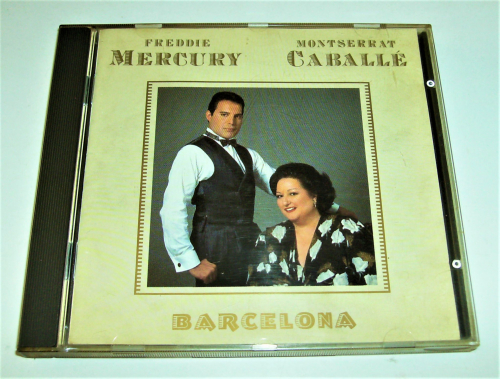 FREDDIE MERCURY
MONTSERRAT CABALLÉ
BARCELONA